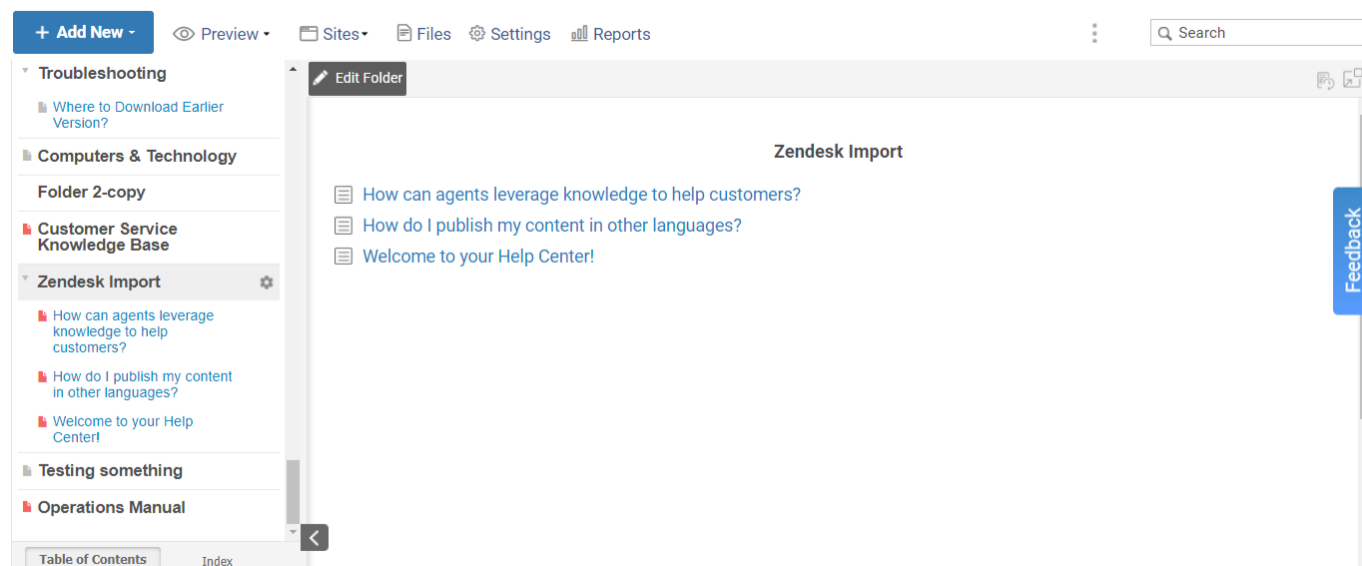 + Add New
Preview
Sites
Files
Settings
Reports
Search
Troubleshooting
Where to Download Earlier
Version?
Computers & Technology
Folder 2-copy
Customer Service
Knowledge Base
Zendesk Import
How can agents leverage
knowledge to help
customers?
How do I publish my content
in other languages?
Welcome to your Help
Center!
Testing something
Operations Manual
Table of Contents
Index
Edit Folder
Zendesk Import
How can agents leverage knowledge to help customers?
How do I publish my content in other languages?
Welcome to your Help Center!
Feedback